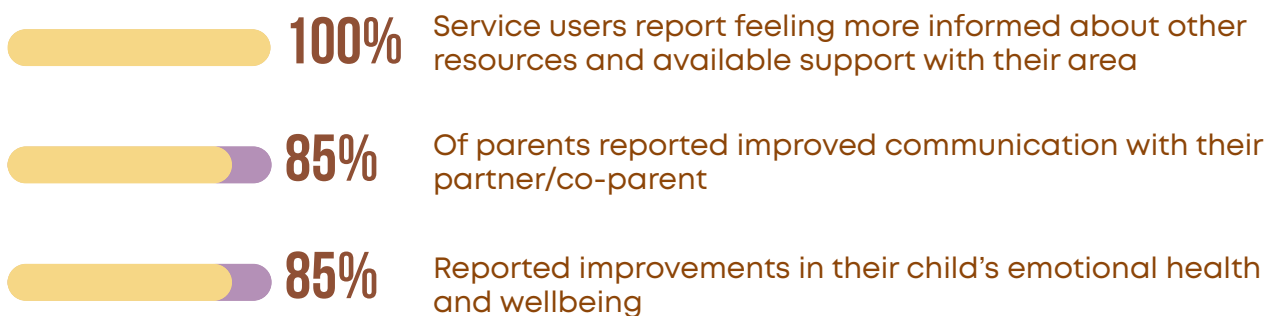 100%
Service users report feeling more informed about other
resources and available support with their area
85%
Of parents reported improved communication with their
partner/co-parent
85%
Reported improvements in their child's emotional health
and wellbeing